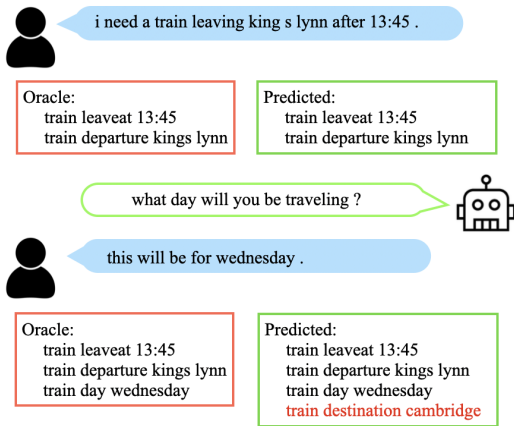 i need a train leaving king s lynn after 13:45 .
Oracle:
train leaveat 13:45
train departure kings lynn
Predicted:
train leaveat 13:45
train departure kings lynn
what day will you be traveling ?
this will be for wednesday .
Oracle:
train leaveat 13:45
train departure kings lynn
train day wednesday
Predicted:
train leaveat 13:45
train departure kings lynn
train day wednesday
train destination cambridge